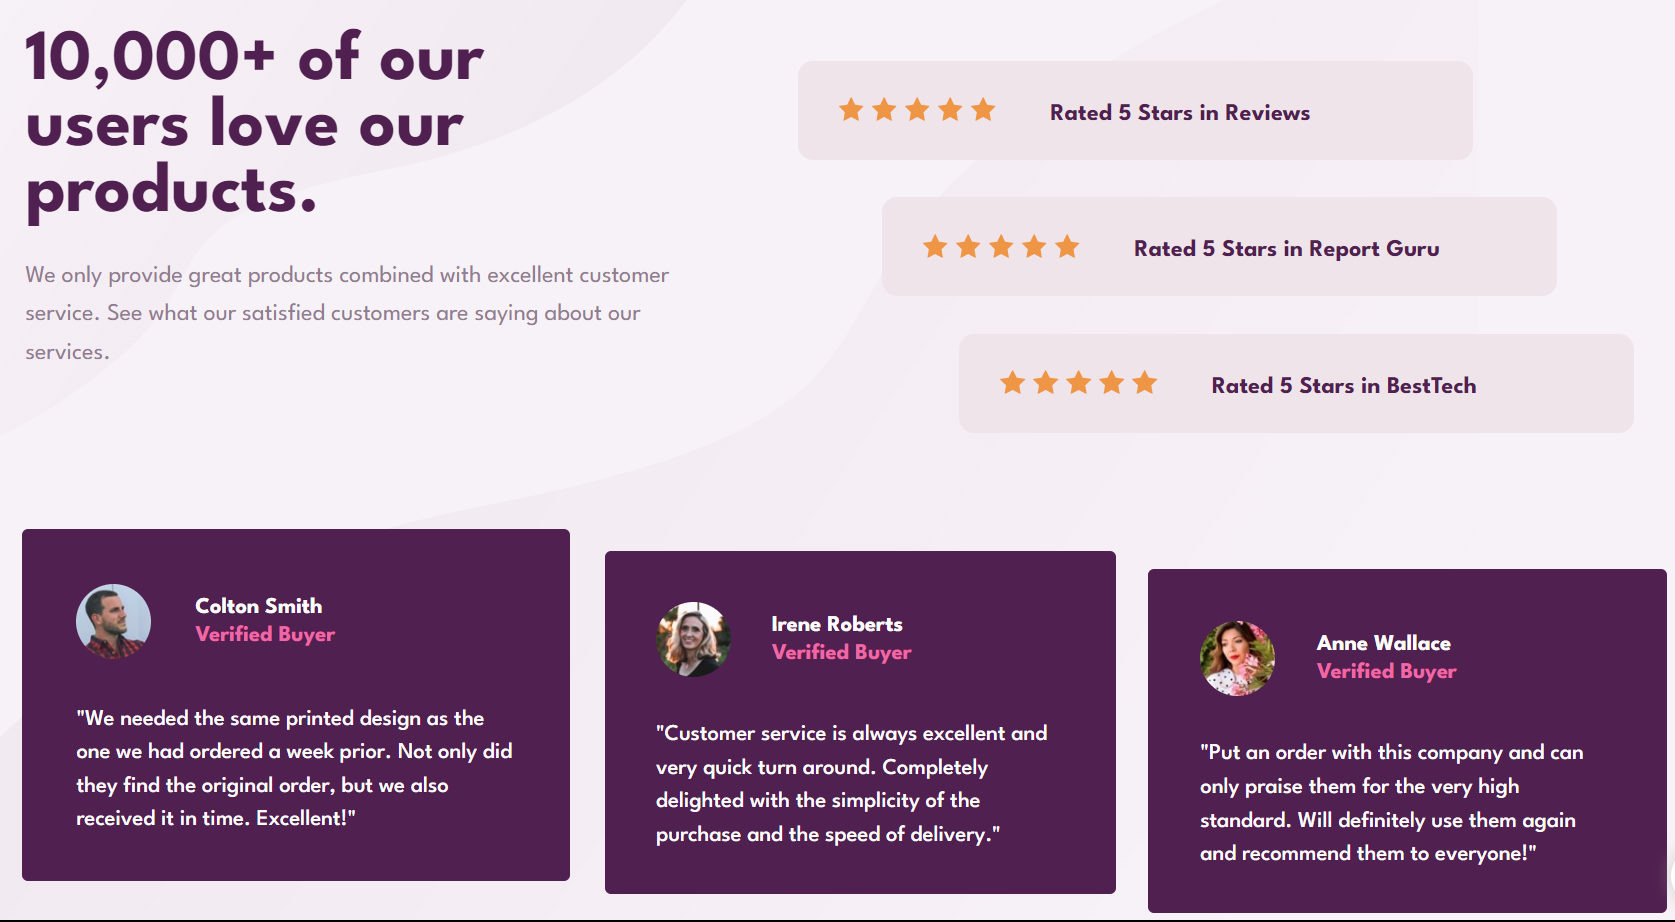 10,000+ of our
users love our
products.
We only provide great products combined with excellent customer
service. See what our satisfied customers are saying about our
services.
Rated 5 Stars in Reviews
Rated 5 Stars in Report Guru
Rated 5 Stars in BestTech
Colton Smith
Verified Buyer
"We needed the same printed design as the
one we had ordered a week prior. Not only did
they find the original order, but we also
received it in time. Excellent!"
Irene Roberts
Verified Buyer
"Customer service is always excellent and
very quick turn around. Completely
delighted with the simplicity of the
purchase and the speed of delivery."
Anne Wallace
Verified Buyer
"Put an order with this company and can
only praise them for the very high
standard. Will definitely use them again
and recommend them to everyone!"